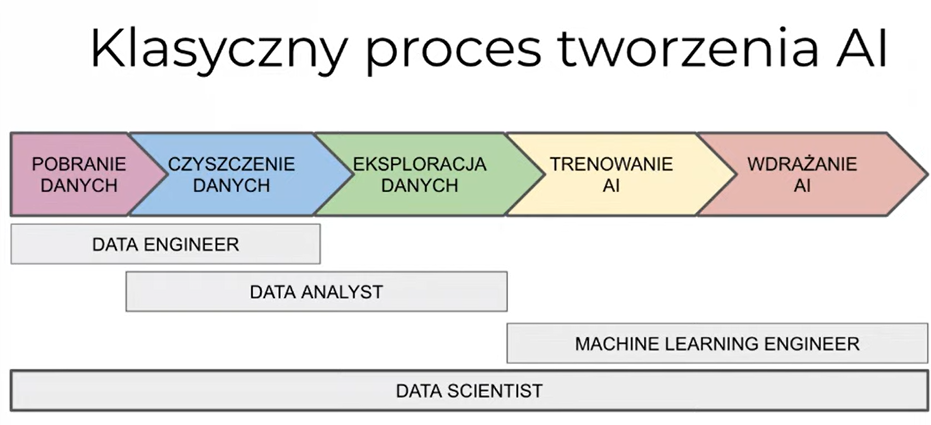 Klasyczny proces tworzenia AI
POBRANIE
DANYCH
CZYSZCZENIE
DANYCH
EKSPLORACJA
DANYCH
TRENOWANIE
AI
WDRAŻANIE
AI
DATA ENGINEER
DATA ANALYST
MACHINE LEARNING ENGINEER
DATA SCIENTIST